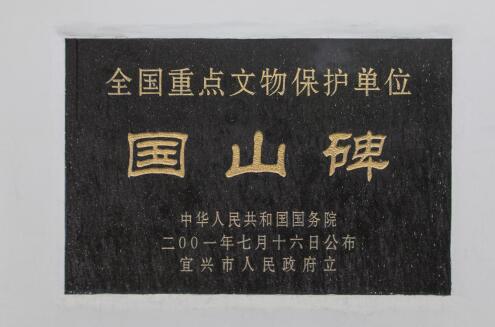 全国重点文物保护单位
国山碑
中华人民共和国国务院
二00一年七月十六日公布
宜兴市人民政府立